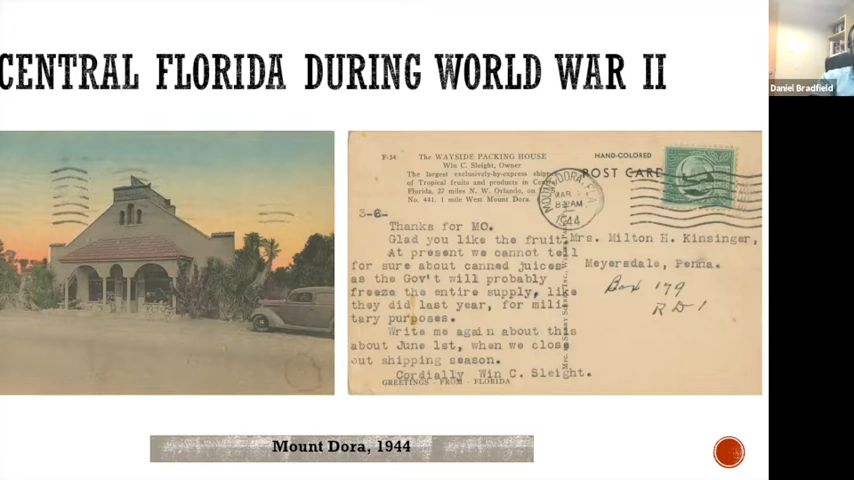 CENTRAL FLORIDA DURING WORLD WAR II
Daniel Bradfield
F-34 The WAYSIDE PACKING HOUSE
Win C. Sleight, Owner
The largest exclusively-by-express
of Tropical fruits and products in
Florida, 27 miles N. W. Orlando, on
No. 441. 1 mile West Mount Dora.
HAND-COLORED
POST CARD
MOUNT DORA, FLA.
MAR
8 AM
1944
3-6-
Thanks for MO.
Glad you like the fruit.
At present we cannot tell
for sure about canned juices
as the Gov't will probably
freeze the entire supply, like
they did last year, for mili
tary purposes.
Write me again about this
about June 1st, when we close
out shipping season.
Cordially Win C. Sleight.
GREETINGS - FROM - FLORIDA
Mrs. Milton H. Kinsinger,
Meyersdale, Penna.
Box 179
R D 1
Mount Dora, 1944